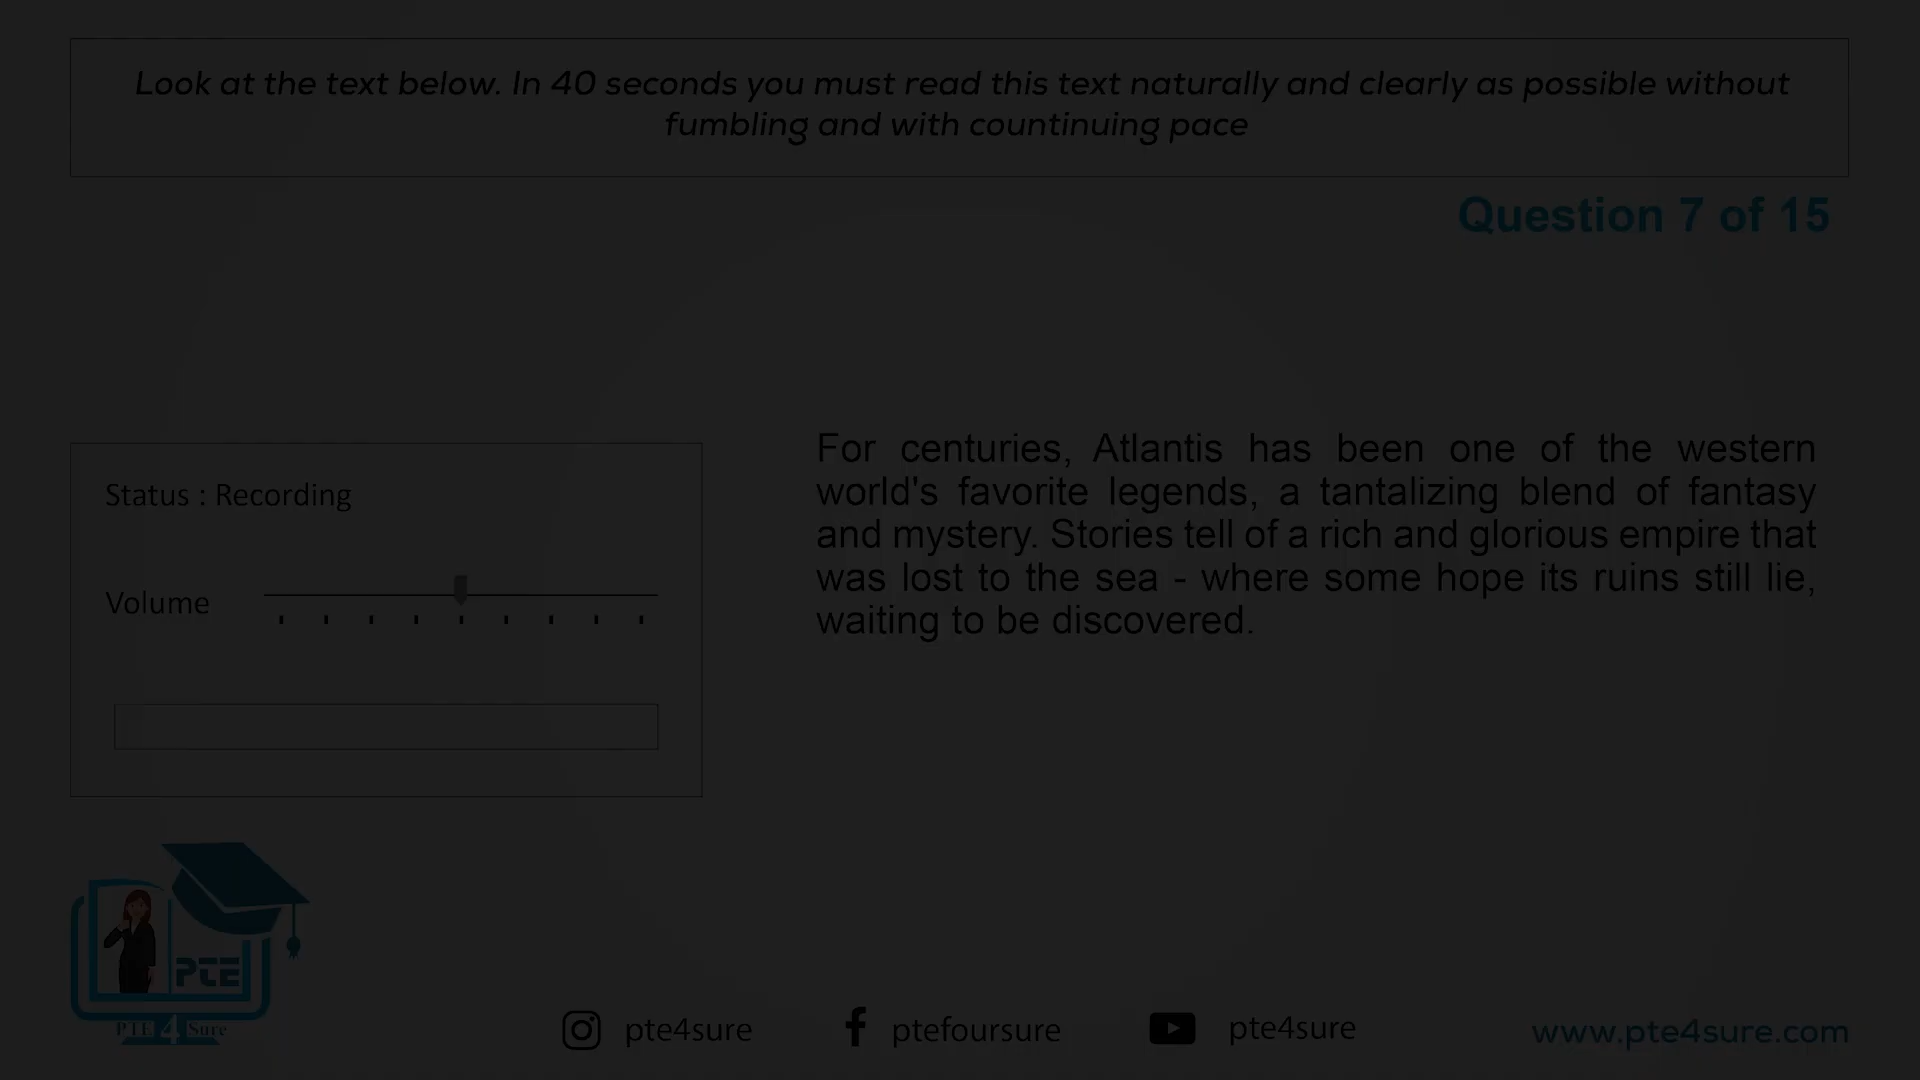 Look at the text below. In 40 seconds you must read this text naturally and clearly as possible without
fumbling and with countinuing pace
Question 7 of 15
Status : Recording
Volume
For centuries, Atlantis has been one of the western
world's favorite legends, a tantalizing blend of fantasy
and mystery. Stories tell of a rich and glorious empire that
was lost to the sea - where some hope its ruins still lie,
waiting to be discovered.
PTE
PTE 4 Sure
pte4sure
ptefoursure
pte4sure
www.pte4sure.com